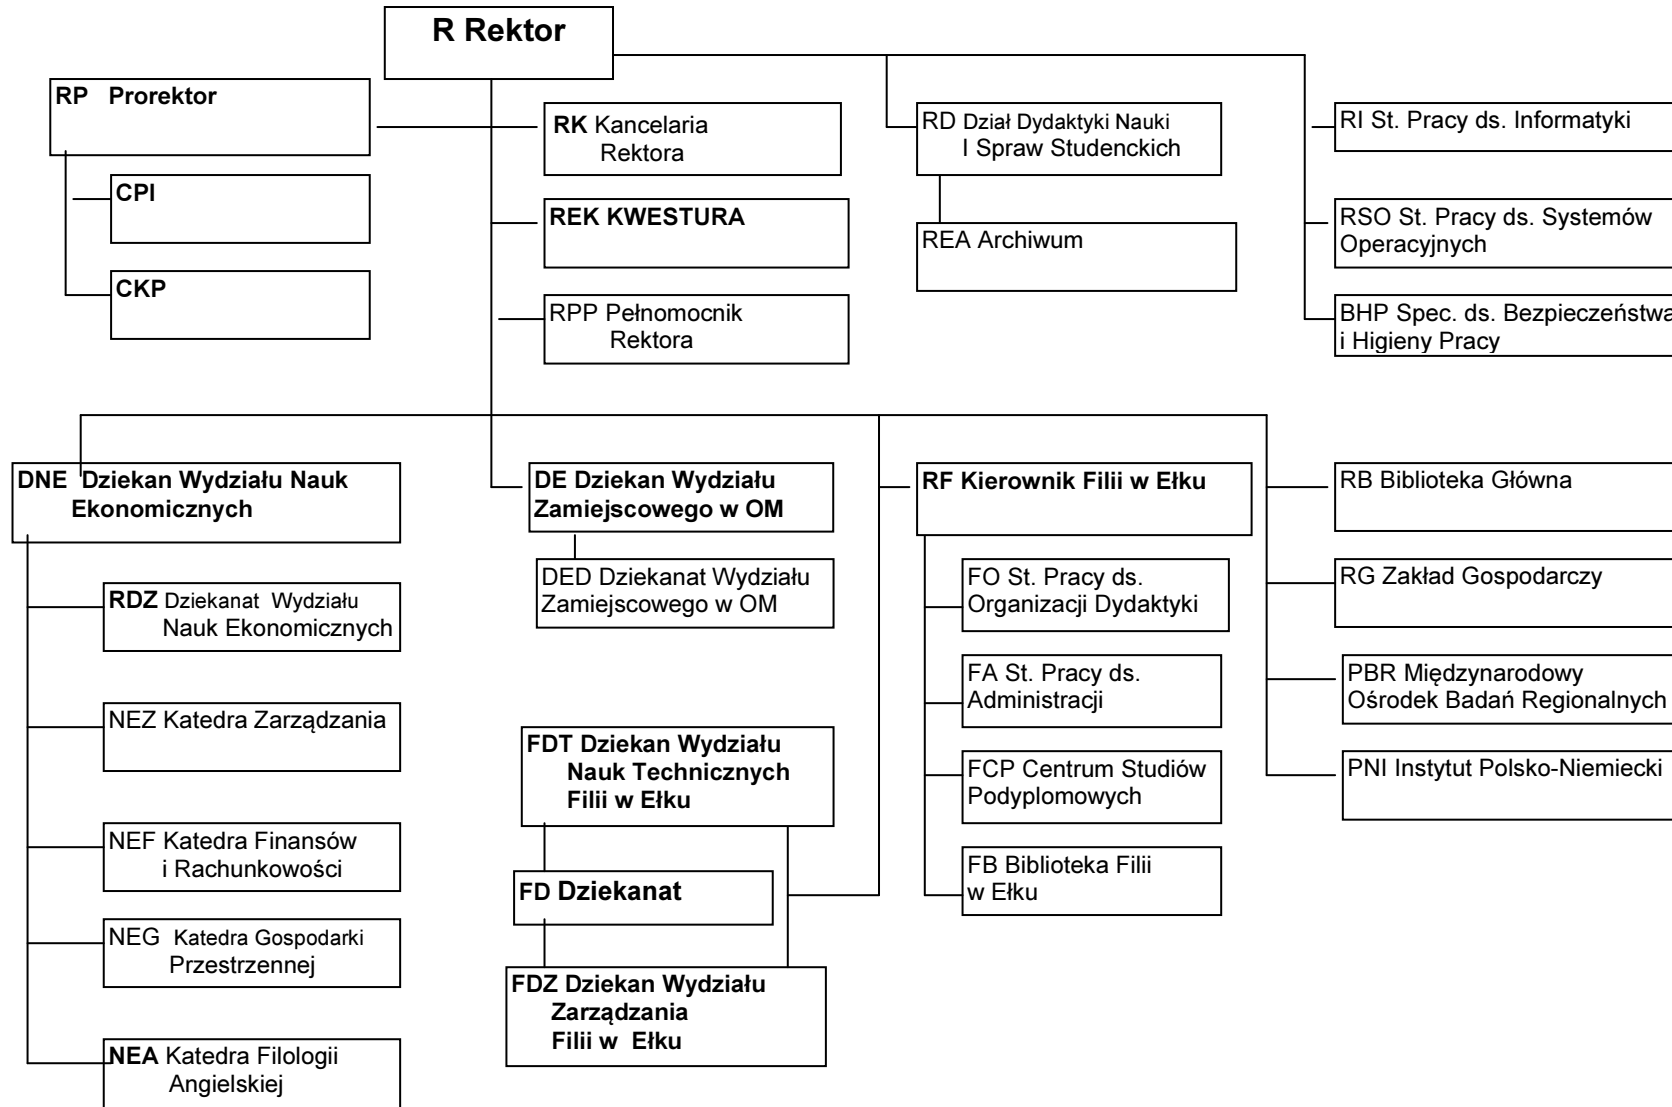 R Rektor
RP Prorektor
CPI
CKP
RK Kancelaria
Rektora
REK KWESTURA
RPP Pełnomocnik
Rektora
RD Dział Dydaktyki Nauki
I Spraw Studenckich
REA Archiwum
RI St. Pracy ds. Informatyki
RSO St. Pracy ds. Systemów
Operacyjnych
BHP Spec. ds. Bezpieczeństwa
i Higieny Pracy
DNE Dziekan Wydziału Nauk
Ekonomicznych
RDZ Dziekanat Wydziału
Nauk Ekonomicznych
NEZ Katedra Zarządzania
NEF Katedra Finansów
i Rachunkowości
NEG Katedra Gospodarki
Przestrzennej
NEA Katedra Filologii
Angielskiej
DE Dziekan Wydziału
Zamiejscowego w OM
DED Dziekanat Wydziału
Zamiejscowego w OM
FDT Dziekan Wydziału
Nauk Technicznych
Filii w Ełku
FD Dziekanat
FDZ Dziekan Wydziału
Zarządzania
Filii w Ełku
RF Kierownik Filii w Ełku
FO St. Pracy ds.
Organizacji Dydaktyki
FA St. Pracy ds.
Administracji
FCP Centrum Studiów
Podyplomowych
FB Biblioteka Filii
w Ełku
RB Biblioteka Główna
RG Zakład Gospodarczy
PBR Międzynarodowy
Ośrodek Badań Regionalnych
PNI Instytut Polsko-Niemiecki